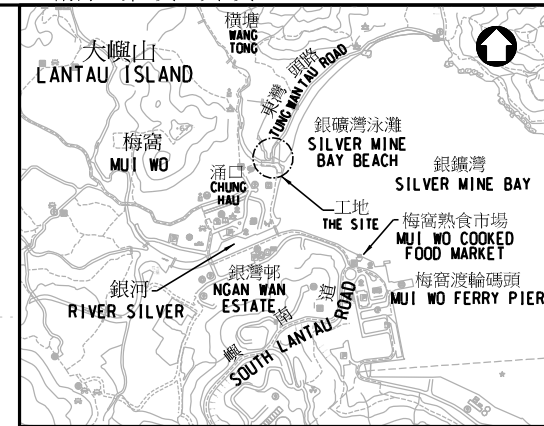 橫塘
WANG
TONG
大嶼山
LANTAU ISLAND
東灣頭路
TUNG WAN TAU ROAD
銀礦灣泳灘
SILVER MINE
BAY BEACH
梅窩
MUI WO
銀鑛灣
SILVER MINE BAY
涌口
CHUNG
HAU
工地
THE SITE
梅窩熟食市場
MUI WO COOKED
FOOD MARKET
銀河
RIVER SILVER
銀灣邨
NGAN WAN
ESTATE
梅窩渡輪碼頭
MUI WO FERRY PIER
嶼南道
SOUTH LANTAU ROAD